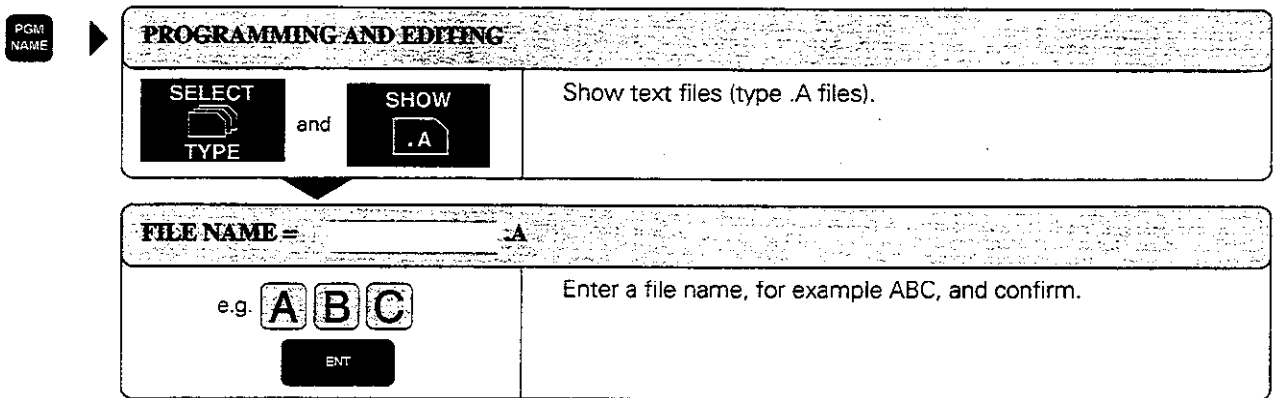 PGM
NAME
PROGRAMMING AND EDITING
SELECT
TYPE
and
SHOW
.A
Show text files (type .A files).
FILE NAME = .A
e.g. A B C
ENT
Enter a file name, for example ABC, and confirm.